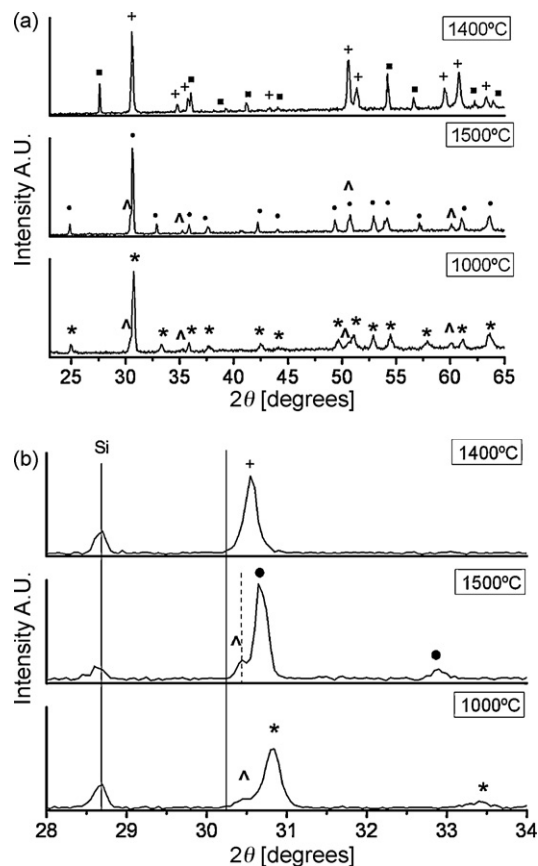 (a)
1400ºC
+
■ + + ■ ■ ■ + ■ + + ■ ■ + + ■ + ■
1500ºC
• ^ • • ^ • • • • • ^ • • • • ^ • •
1000ºC
* ^ * * ^ * * * * * ^ * * * * ^ * *
Intensity A.U.
25 30 35 40 45 50 55 60 65
2θ [degrees]
(b)
Si
1400ºC
+
1500ºC
^ ● ●
1000ºC
^ * *
Intensity A.U.
28 29 30 31 32 33 34
2θ [degrees]